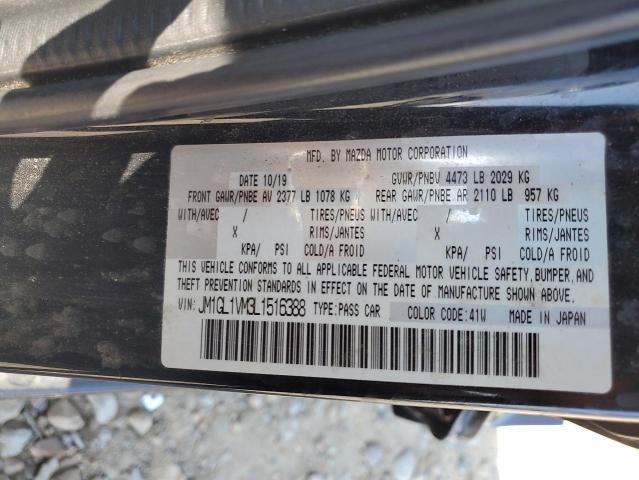 MFD. BY MAZDA MOTOR CORPORATION
DATE 10/19 GVWR/PNBV 4473 LB 2029 KG
FRONT GAWR/PNBE AV 2377 LB 1078 KG REAR GAWR/PNBE AR 2110 LB 957 KG
WITH/AVEC / TIRES/PNEUS WITH/AVEC / TIRES/PNEUS
X RIMS/JANTES X RIMS/JANTES
KPA/ PSI COLD/A FROID KPA/ PSI COLD/A FROID
THIS VEHICLE CONFORMS TO ALL APPLICABLE FEDERAL MOTOR VEHICLE SAFETY, BUMPER, AND
THEFT PREVENTION STANDARDS IN EFFECT ON THE DATE OF MANUFACTURE SHOWN ABOVE.
VIN: JM1GL1VM3L1516388 TYPE: PASS CAR COLOR CODE: 41W MADE IN JAPAN